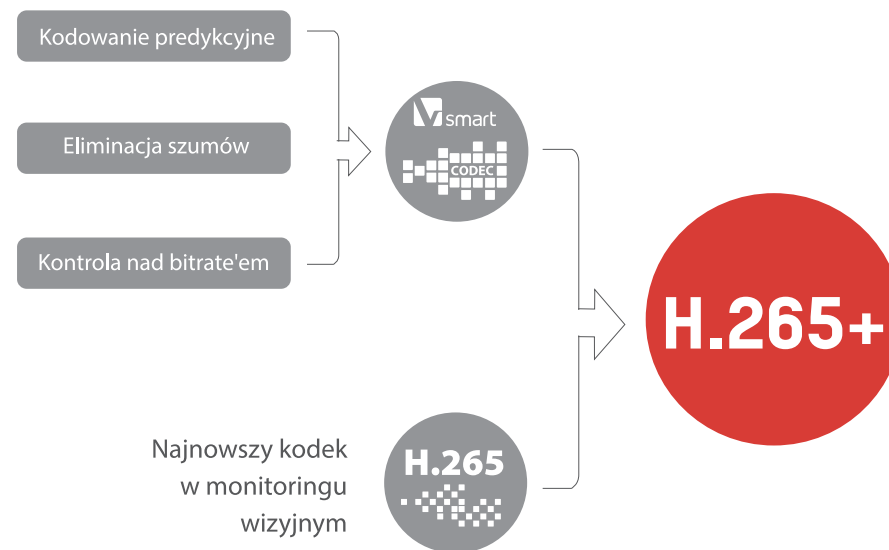 Kodowanie predykcyjne
Eliminacja szumów
Kontrola nad bitrate'em
V smart
CODEC
H.265+
Najnowszy kodek
w monitoringu
wizyjnym
H.265